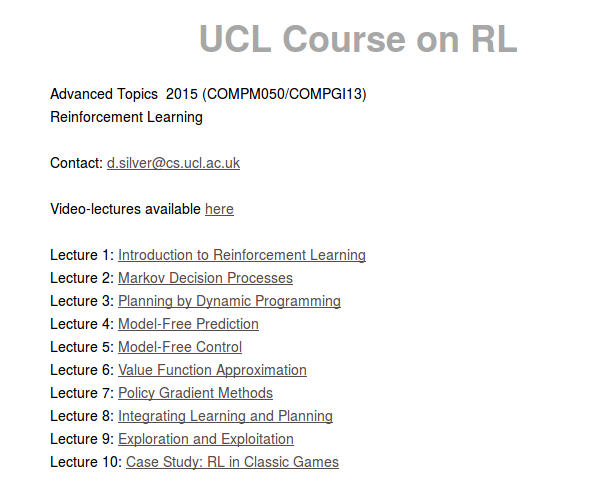 UCL Course on RL
Advanced Topics 2015 (COMPM050/COMPGI13)
Reinforcement Learning
Contact: d.silver@cs.ucl.ac.uk
Video-lectures available here
Lecture 1: Introduction to Reinforcement Learning
Lecture 2: Markov Decision Processes
Lecture 3: Planning by Dynamic Programming
Lecture 4: Model-Free Prediction
Lecture 5: Model-Free Control
Lecture 6: Value Function Approximation
Lecture 7: Policy Gradient Methods
Lecture 8: Integrating Learning and Planning
Lecture 9: Exploration and Exploitation
Lecture 10: Case Study: RL in Classic Games